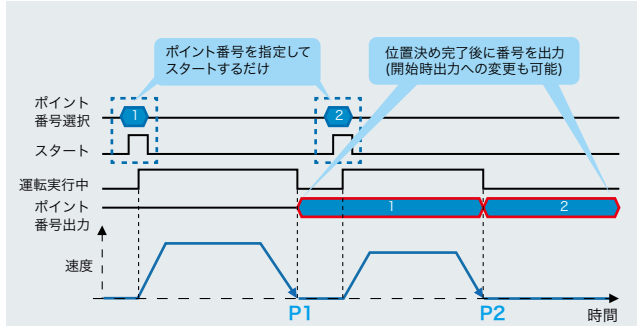 ポイント番号を指定して
スタートするだけ
位置決め完了後に番号を出力
(開始時出力への変更も可能)
ポイント
番号選択
1
2
スタート
運転実行中
ポイント
番号出力
1
2
速度
P1
P2
時間